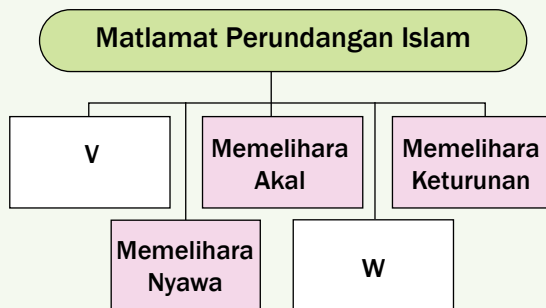 Matlamat Perundangan Islam
V
Memelihara
Akal
Memelihara
Keturunan
Memelihara
Nyawa
W